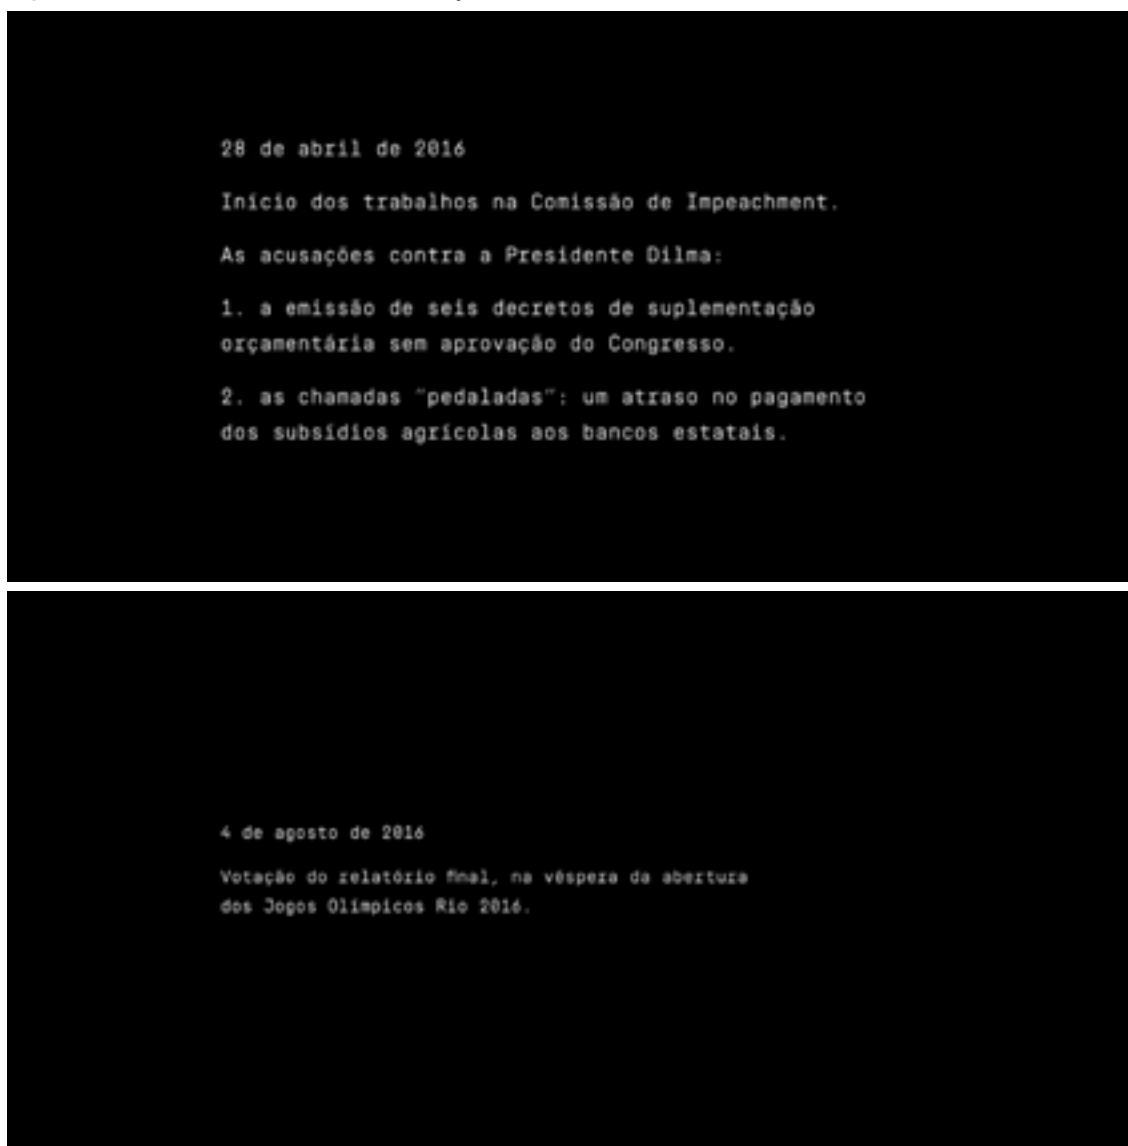 28 de abril de 2016
Início dos trabalhos na Comissão de Impeachment.
As acusações contra a Presidente Dilma:
1. a emissão de seis decretos de suplementação
orçamentária sem aprovação do Congresso.
2. as chamadas "pedaladas": um atraso no pagamento
dos subsídios agrícolas aos bancos estatais.
4 de agosto de 2016
Votação do relatório final, na véspera da abertura
dos Jogos Olímpicos Rio 2016.